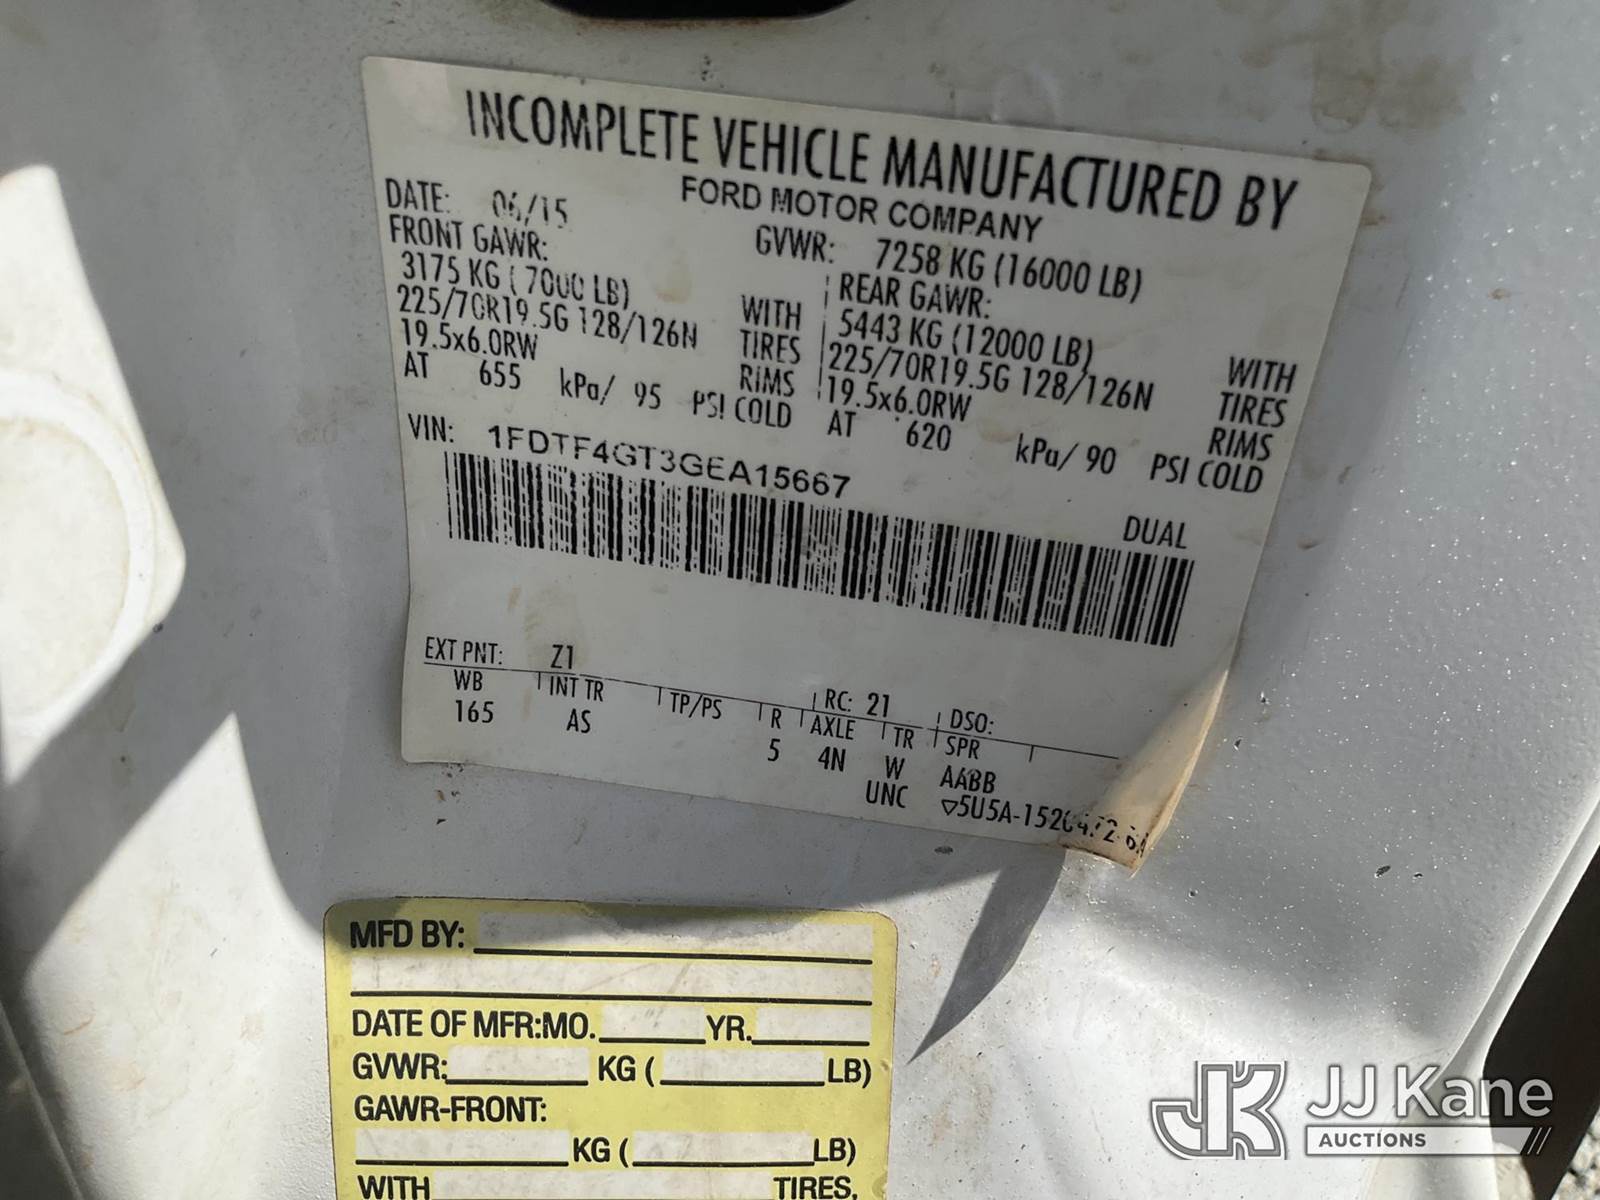 INCOMPLETE VEHICLE MANUFACTURED BY
FORD MOTOR COMPANY
DATE: 06/15
GVWR: 7258 KG (16000 LB)
FRONT GAWR:
3175 KG ( 7000 LB) WITH
225/70R19.5G 128/126N TIRES
19.5x6.0RW RIMS
AT 655 kPa/ 95 PSI COLD
REAR GAWR:
5443 KG (12000 LB) WITH
225/70R19.5G 128/126N TIRES
19.5x6.0RW RIMS
AT 620 kPa/ 90 PSI COLD
VIN: 1FDTF4GT3GEA15667
DUAL
EXT PNT: Z1 RC: 21 DSO:
WB INT TR TP/PS R AXLE TR SPR
165 AS 5 4N W AABB
UNC
MFD BY:
DATE OF MFR:MO. YR.
GVWR: KG ( LB)
GAWR-FRONT:
KG ( LB)
WITH TIRES,
JK JJ Kane
AUCTIONS